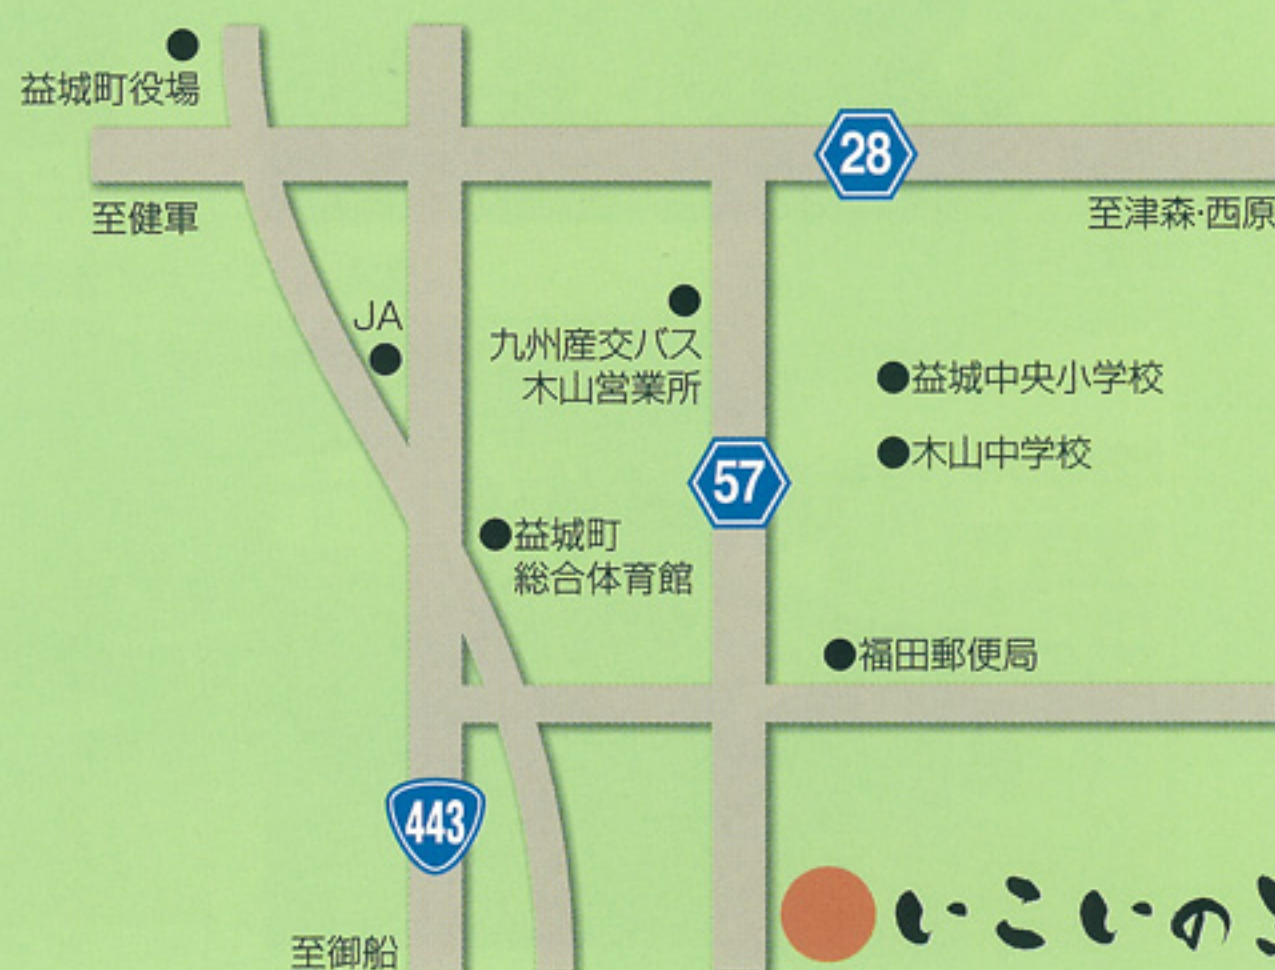 益城町役場
28
至健軍
至津森・西原
JA
九州産交バス
木山営業所
益城中央小学校
木山中学校
57
益城町
総合体育館
福田郵便局
443
いこいの
至御船